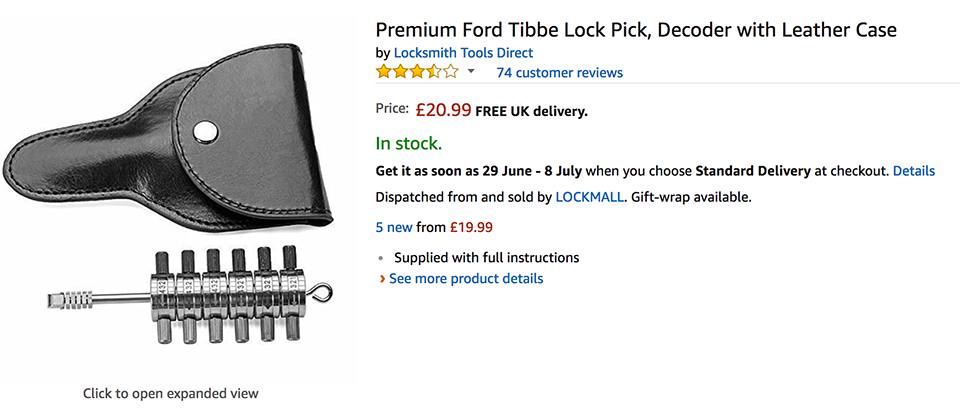 Premium Ford Tibbe Lock Pick, Decoder with Leather Case
by Locksmith Tools Direct
74 customer reviews
Price: £20.99 FREE UK delivery.
In stock.
Get it as soon as 29 June - 8 July when you choose Standard Delivery at checkout. Details
Dispatched from and sold by LOCKMALL. Gift-wrap available.
5 new from £19.99
• Supplied with full instructions
› See more product details
Click to open expanded view